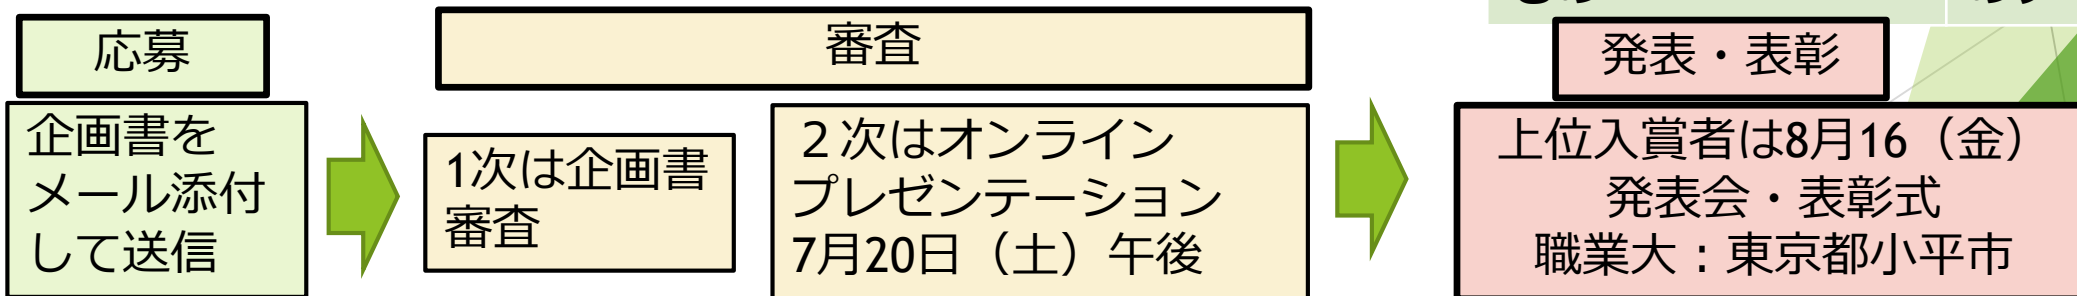 応募
企画書を
メール添付
して送信
審査
1次は企画書
審査
２次はオンライン
プレゼンテーション
7月20日（土）午後
発表・表彰
上位入賞者は8月16（金）
発表会・表彰式
職業大：東京都小平市